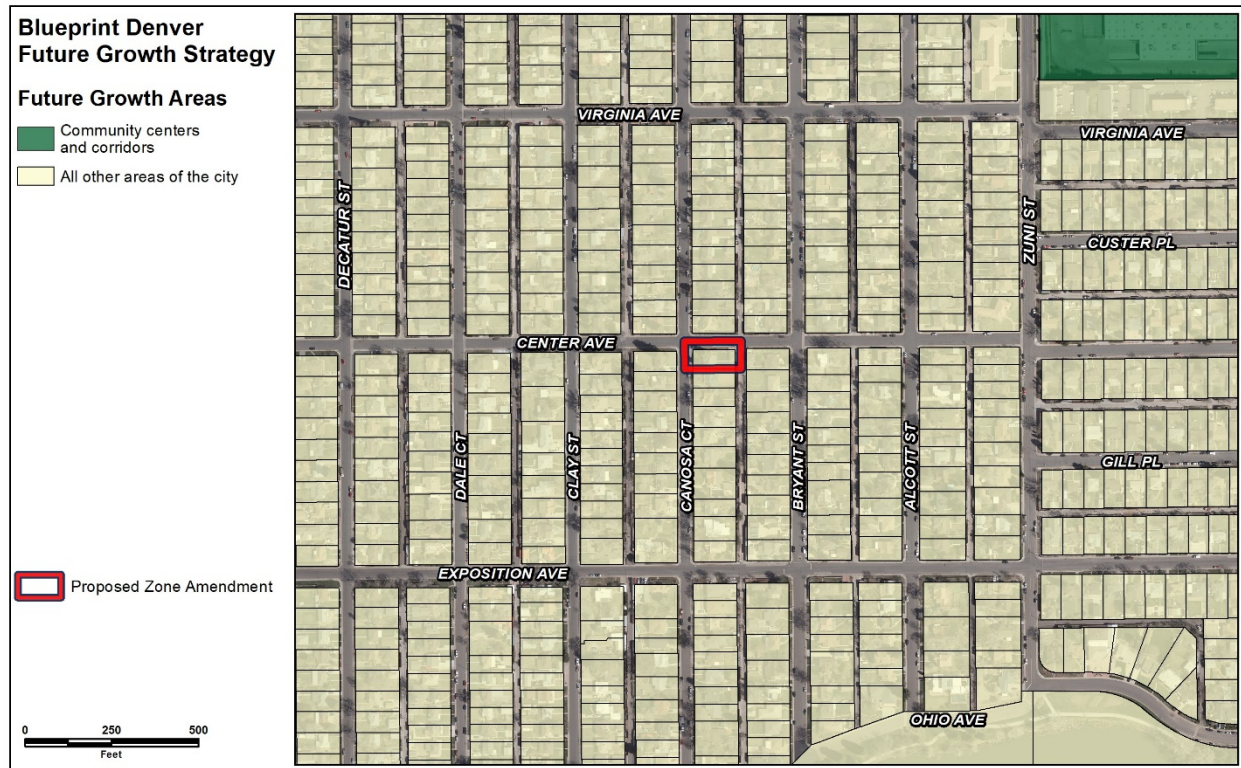 Blueprint Denver
Future Growth Strategy
Future Growth Areas
Community centers
and corridors
All other areas of the city
Proposed Zone Amendment
0 250 500
Feet
VIRGINIA AVE
VIRGINIA AVE
DECATUR ST
ZUNI ST
CUSTER PL
CENTER AVE
DALE CT
CLAY ST
CANOSA CT
BRYANT ST
ALCOTT ST
GILL PL
EXPOSITION AVE
OHIO AVE